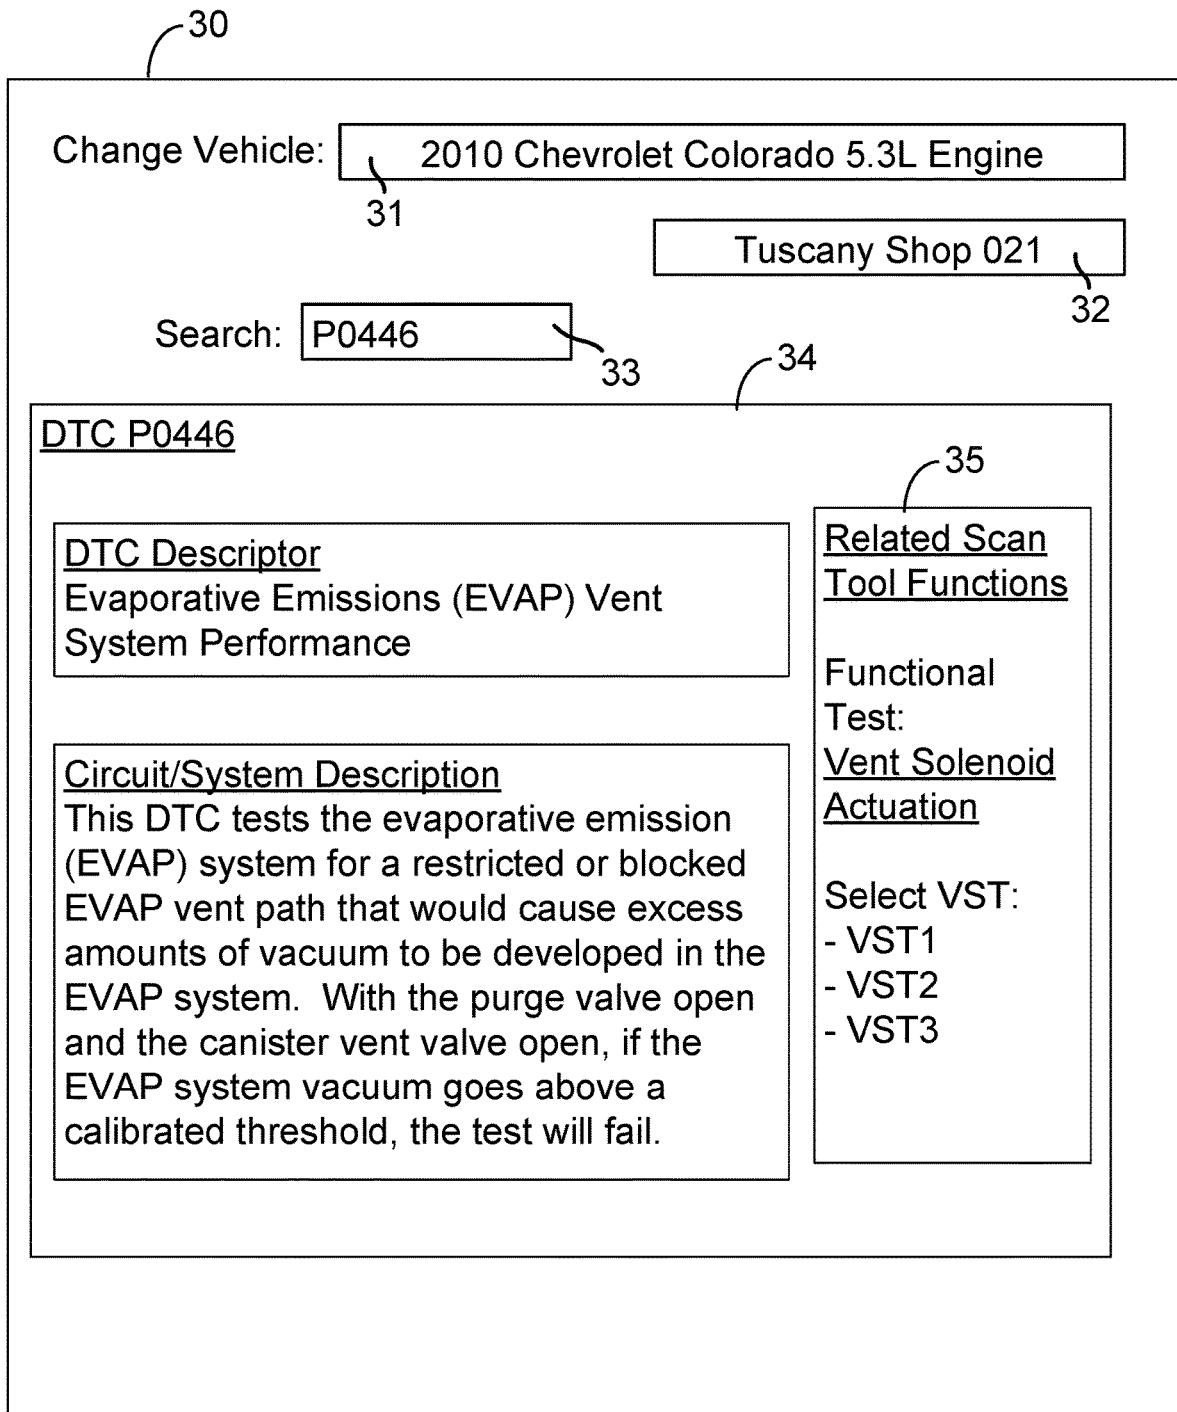 30
Change Vehicle: 2010 Chevrolet Colorado 5.3L Engine
31
Tuscany Shop 021
32
Search: P0446
33
34
DTC P0446
35
DTC Descriptor
Evaporative Emissions (EVAP) Vent
System Performance
Circuit/System Description
This DTC tests the evaporative emission
(EVAP) system for a restricted or blocked
EVAP vent path that would cause excess
amounts of vacuum to be developed in the
EVAP system.  With the purge valve open
and the canister vent valve open, if the
EVAP system vacuum goes above a
calibrated threshold, the test will fail.
Related Scan
Tool Functions
Functional
Test:
Vent Solenoid
Actuation
Select VST:
- VST1
- VST2
- VST3